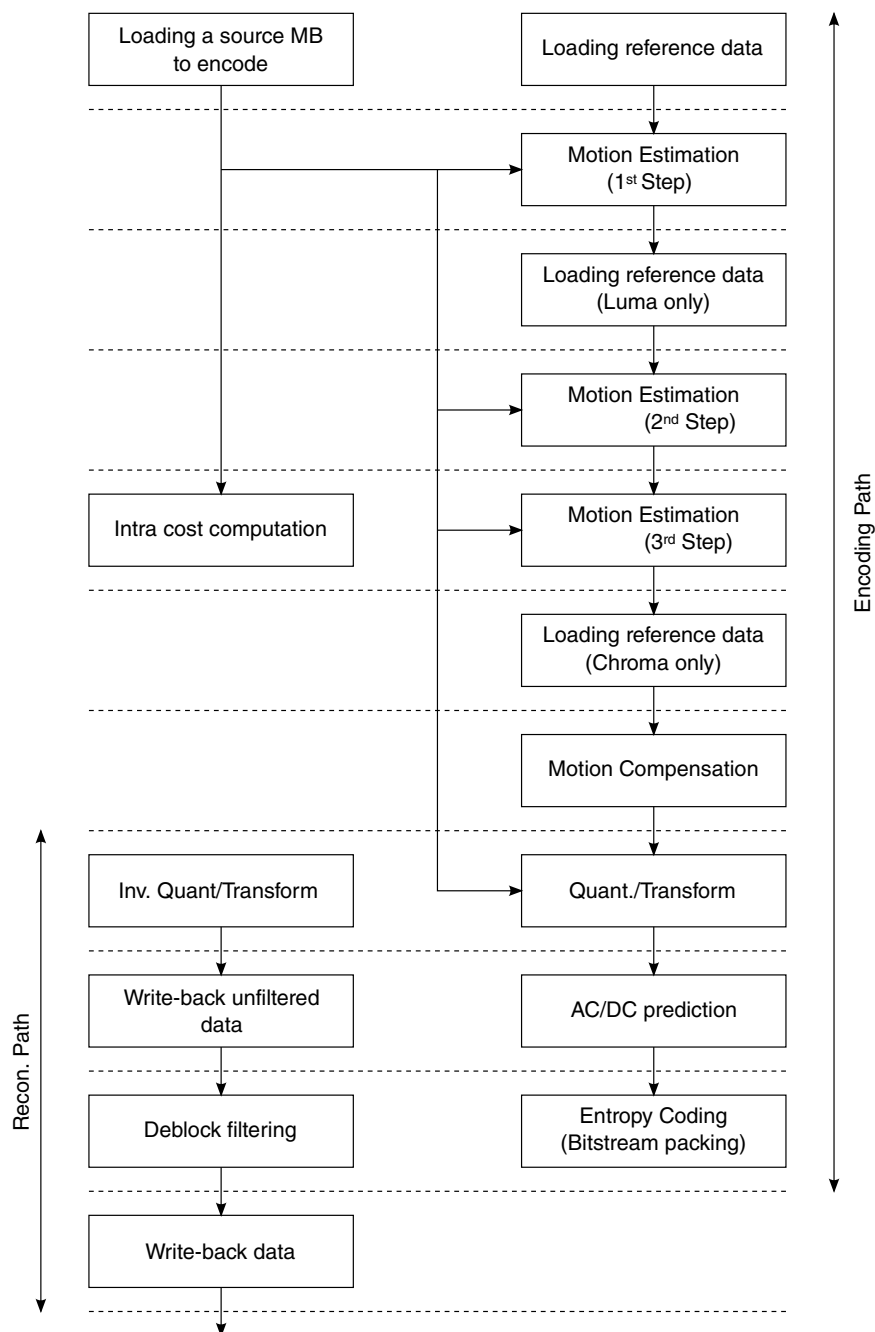 Loading a source MB
to encode
Loading reference data
Motion Estimation
(1st Step)
Loading reference data
(Luma only)
Motion Estimation
(2nd Step)
Intra cost computation
Motion Estimation
(3rd Step)
Loading reference data
(Chroma only)
Motion Compensation
Inv. Quant/Transform
Quant./Transform
Write-back unfiltered
data
AC/DC prediction
Deblock filtering
Entropy Coding
(Bitstream packing)
Write-back data
Recon. Path
Encoding Path